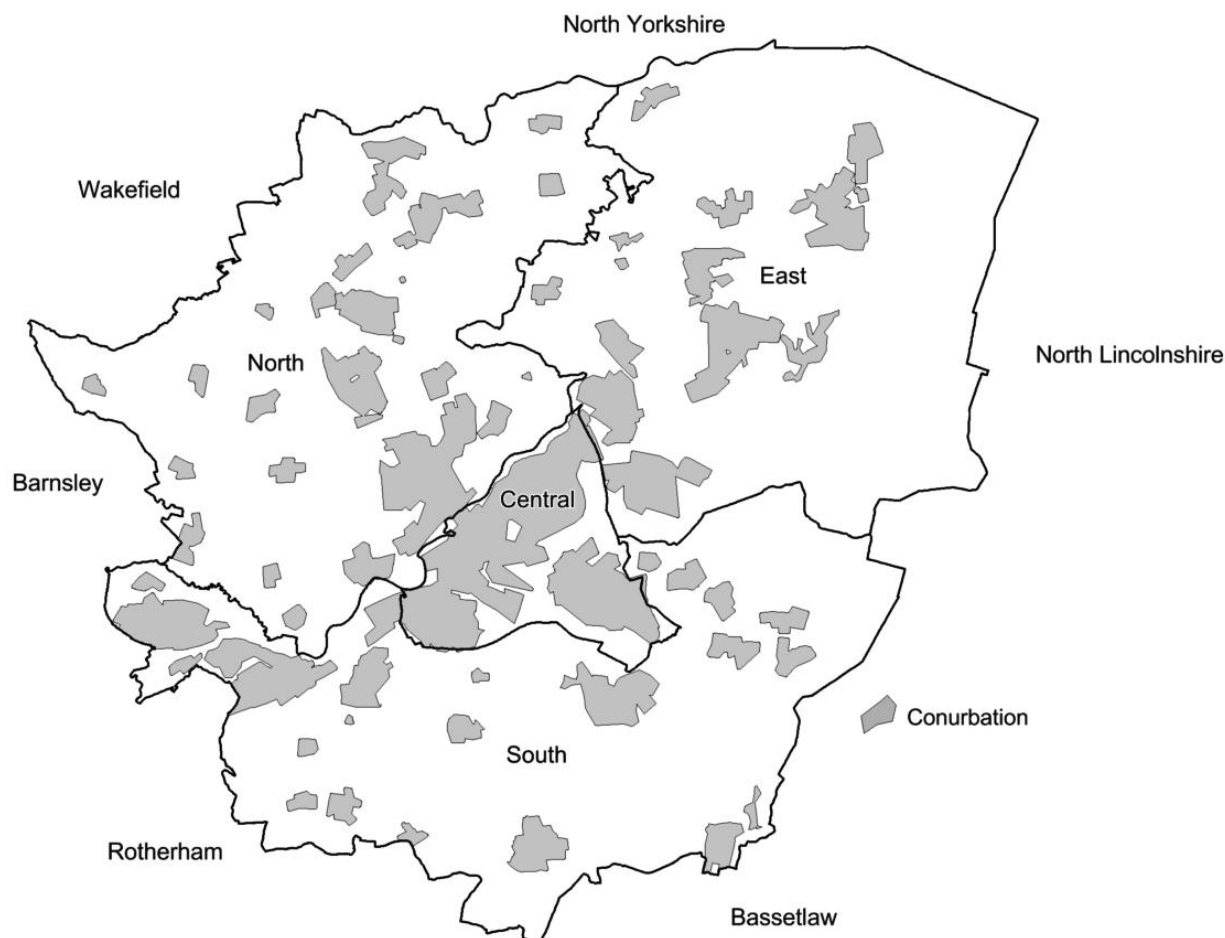 North Yorkshire
Wakefield
East
North Lincolnshire
North
Barnsley
Central
Conurbation
South
Rotherham
Bassetlaw